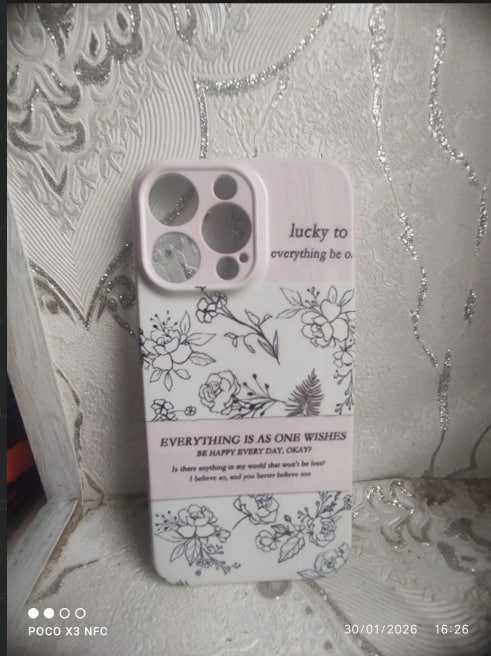 lucky to
everything be o
EVERYTHING IS AS ONE WISHES
BE HAPPY EVERY DAY, OKAY?
Is there anything in my world that won't be lost?
I believe so, and you better believe too
POCO X3 NFC
30/01/2026 16:26